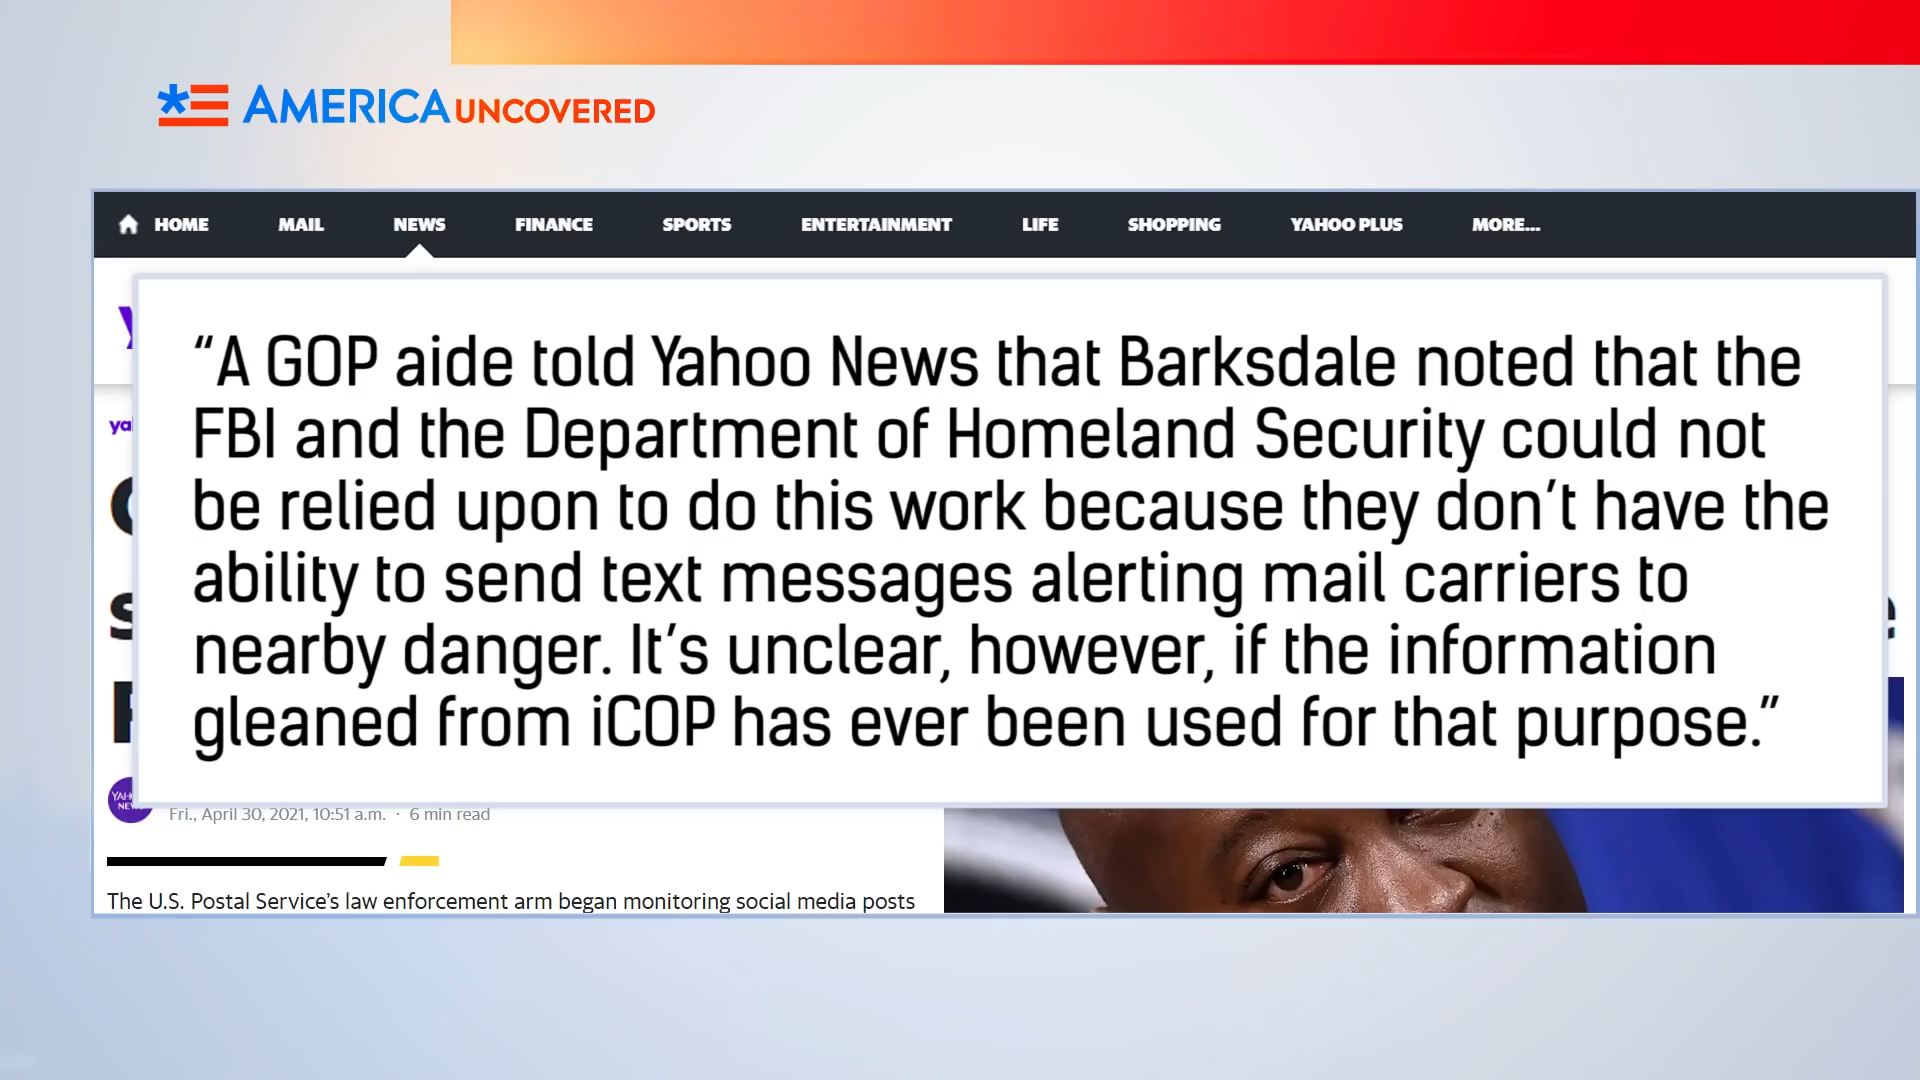 AMERICA UNCOVERED
HOME MAIL NEWS FINANCE SPORTS ENTERTAINMENT LIFE SHOPPING YAHOO PLUS MORE...
“A GOP aide told Yahoo News that Barksdale noted that the
FBI and the Department of Homeland Security could not
be relied upon to do this work because they don’t have the
ability to send text messages alerting mail carriers to
nearby danger. It’s unclear, however, if the information
gleaned from iCOP has ever been used for that purpose.”
Fri., April 30, 2021, 10:51 a.m. · 6 min read
The U.S. Postal Service’s law enforcement arm began monitoring social media posts